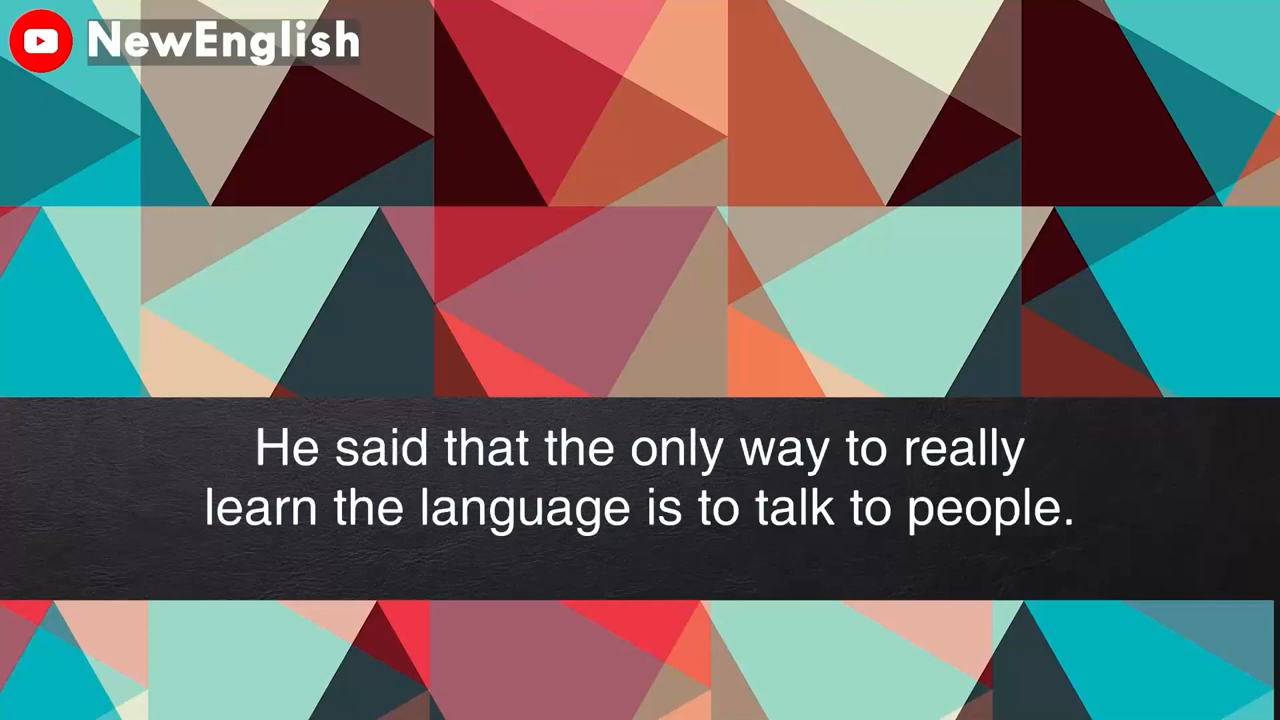 NewEnglish
He said that the only way to really
learn the language is to talk to people.